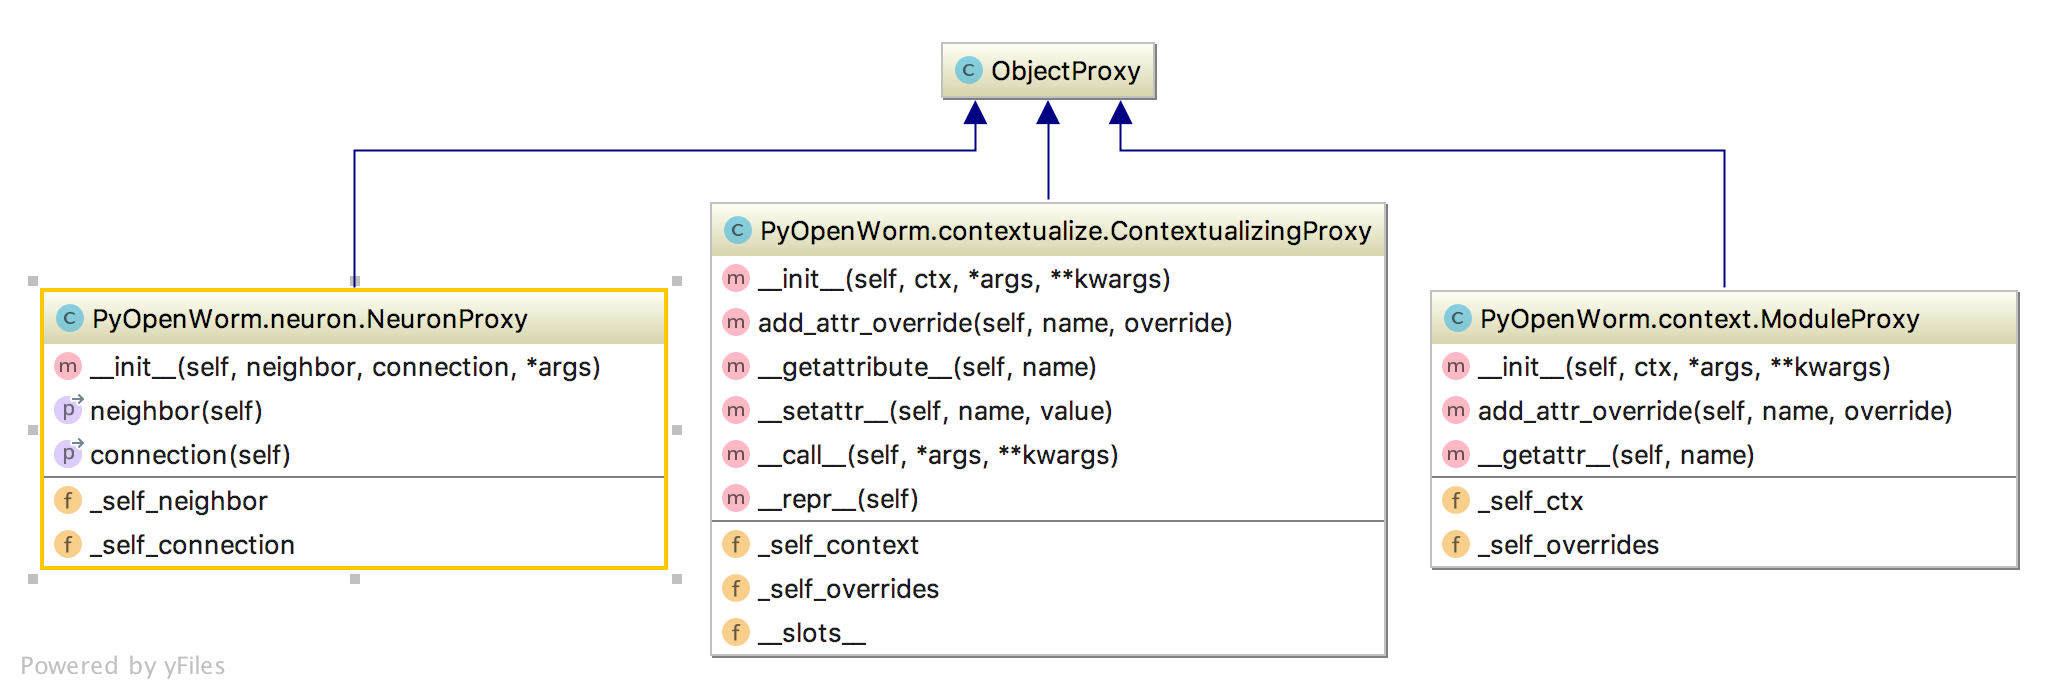 C ObjectProxy
C PyOpenWorm.neuron.NeuronProxy
m __init__(self, neighbor, connection, *args)
p neighbor(self)
p connection(self)
f _self_neighbor
f _self_connection
C PyOpenWorm.contextualize.ContextualizingProxy
m __init__(self, ctx, *args, **kwargs)
m add_attr_override(self, name, override)
m __getattribute__(self, name)
m __setattr__(self, name, value)
m __call__(self, *args, **kwargs)
m __repr__(self)
f _self_context
f _self_overrides
f __slots__
C PyOpenWorm.context.ModuleProxy
m __init__(self, ctx, *args, **kwargs)
m add_attr_override(self, name, override)
m __getattr__(self, name)
f _self_ctx
f _self_overrides
Powered by yFiles